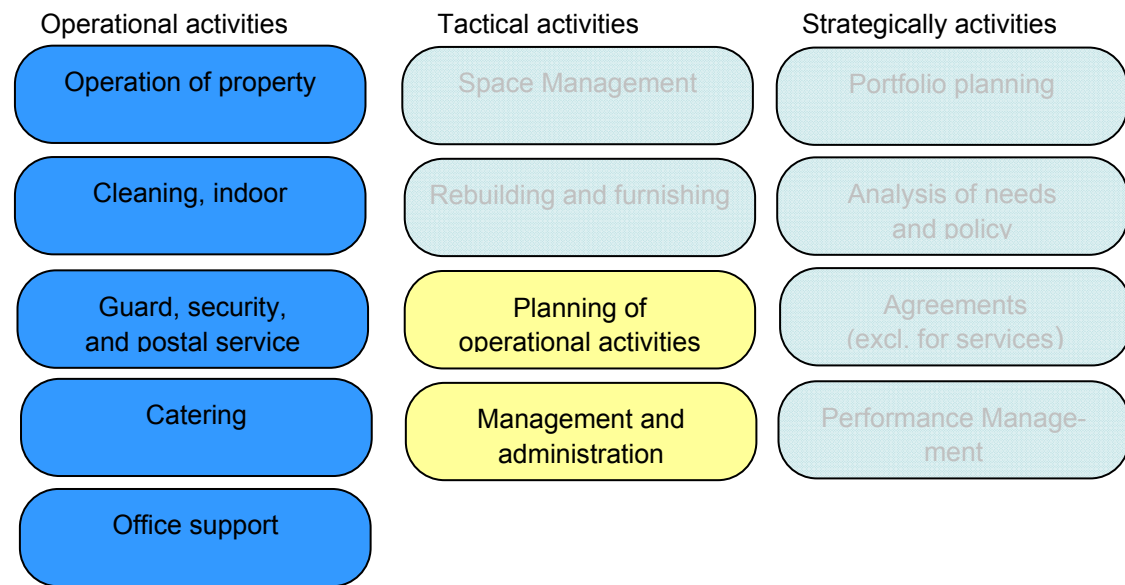 Operational activities
Operation of property
Cleaning, indoor
Guard, security,
and postal service
Catering
Office support
Tactical activities
Space Management
Rebuilding and furnishing
Planning of
operational activities
Management and
administration
Strategically activities
Portfolio planning
Analysis of needs
and policy
Agreements
(excl. for services)
Performance Manage-
ment